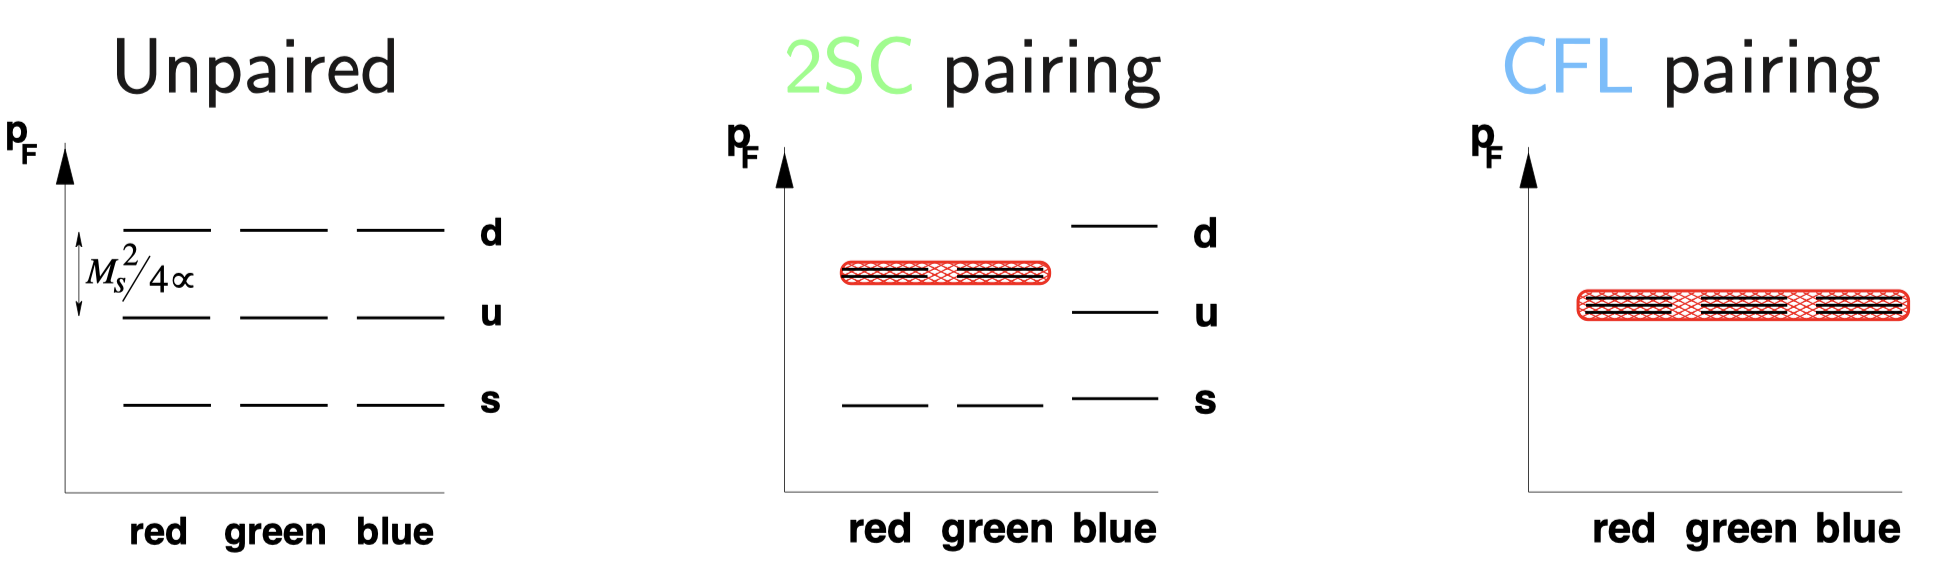 Unpaired
p_F
d
M_s^2/4∝
u
s
red green blue
2SC pairing
p_F
d
u
s
red green blue
CFL pairing
p_F
red green blue